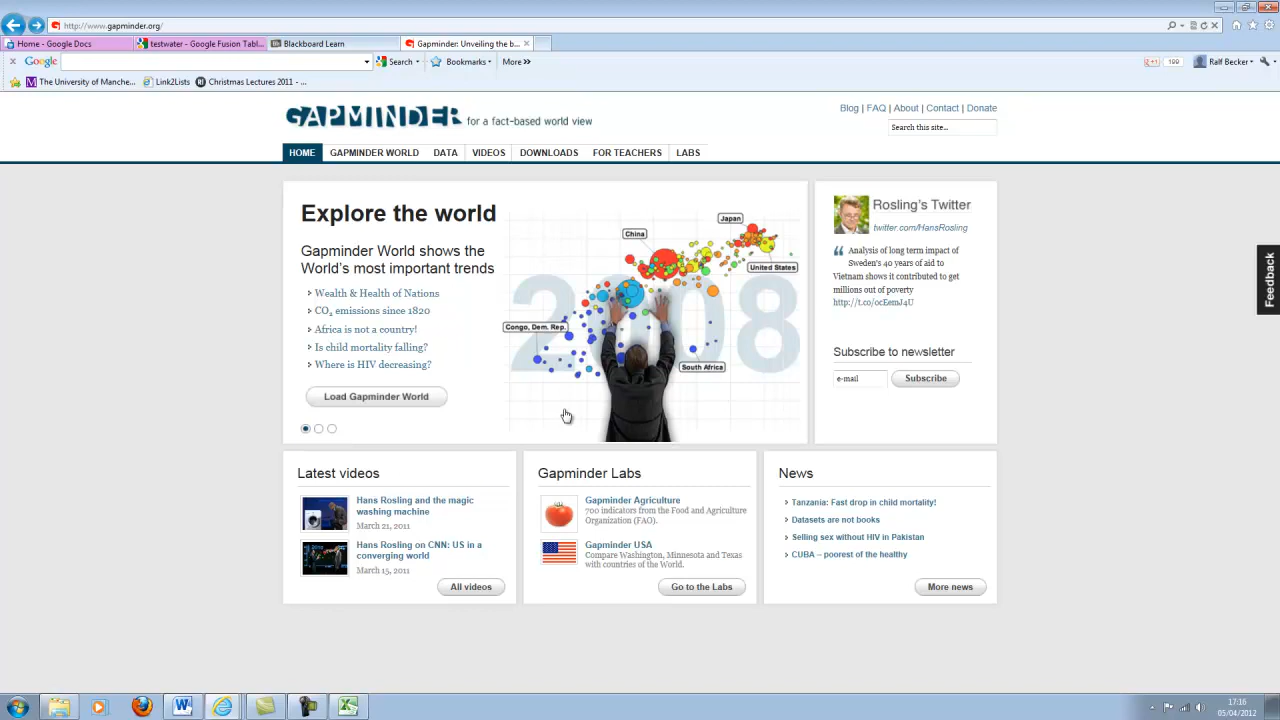 http://www.gapminder.org/
Home - Google Docs
testwater - Google Fusion Tabl...
Blackboard Learn
Gapminder: Unveiling the b...
Google
Search
Bookmarks
More »
199
Ralf Becker
The University of Manche...
Link2Lists
Christmas Lectures 2011 - ...
GAPMINDER for a fact-based world view
Blog | FAQ | About | Contact | Donate
Search this site...
HOME
GAPMINDER WORLD
DATA
VIDEOS
DOWNLOADS
FOR TEACHERS
LABS
Explore the world
Gapminder World shows the
World's most important trends
Wealth & Health of Nations
CO₂ emissions since 1820
Africa is not a country!
Is child mortality falling?
Where is HIV decreasing?
Load Gapminder World
2008
Japan
China
United States
Congo, Dem. Rep.
South Africa
Rosling's Twitter
twitter.com/HansRosling
Analysis of long term impact of
Sweden's 40 years of aid to
Vietnam shows it contributed to get
millions out of poverty
http://t.co/ocEemJ4U
Subscribe to newsletter
e-mail
Subscribe
Feedback
Latest videos
Hans Rosling and the magic
washing machine
March 21, 2011
Hans Rosling on CNN: US in a
converging world
March 15, 2011
All videos
Gapminder Labs
Gapminder Agriculture
700 indicators from the Food and Agriculture
Organization (FAO).
Gapminder USA
Compare Washington, Minnesota and Texas
with countries of the World.
Go to the Labs
News
Tanzania: Fast drop in child mortality!
Datasets are not books
Selling sex without HIV in Pakistan
CUBA – poorest of the healthy
More news
17:16
05/04/2012